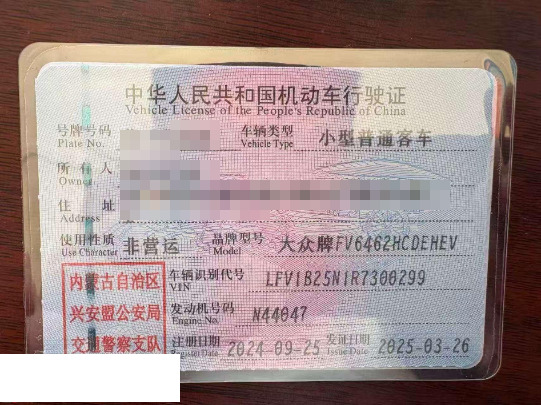 中华人民共和国机动车行驶证
Vehicle License of the People's Republic of China
号牌号码 车辆类型 小型普通客车
Plate No. Vehicle Type
所有人
Owner
住址
Address
使用性质 非营运 品牌型号 大众牌FV6462HCDEHEV
Use Character Model
内蒙古自治区 车辆识别代号 LFV1B25N1R7300299
VIN
兴安盟公安局 发动机号码 N44047
Engine No.
交通警察支队 注册日期 2024-09-25 发证日期 2025-03-26
Register Date Issue Date